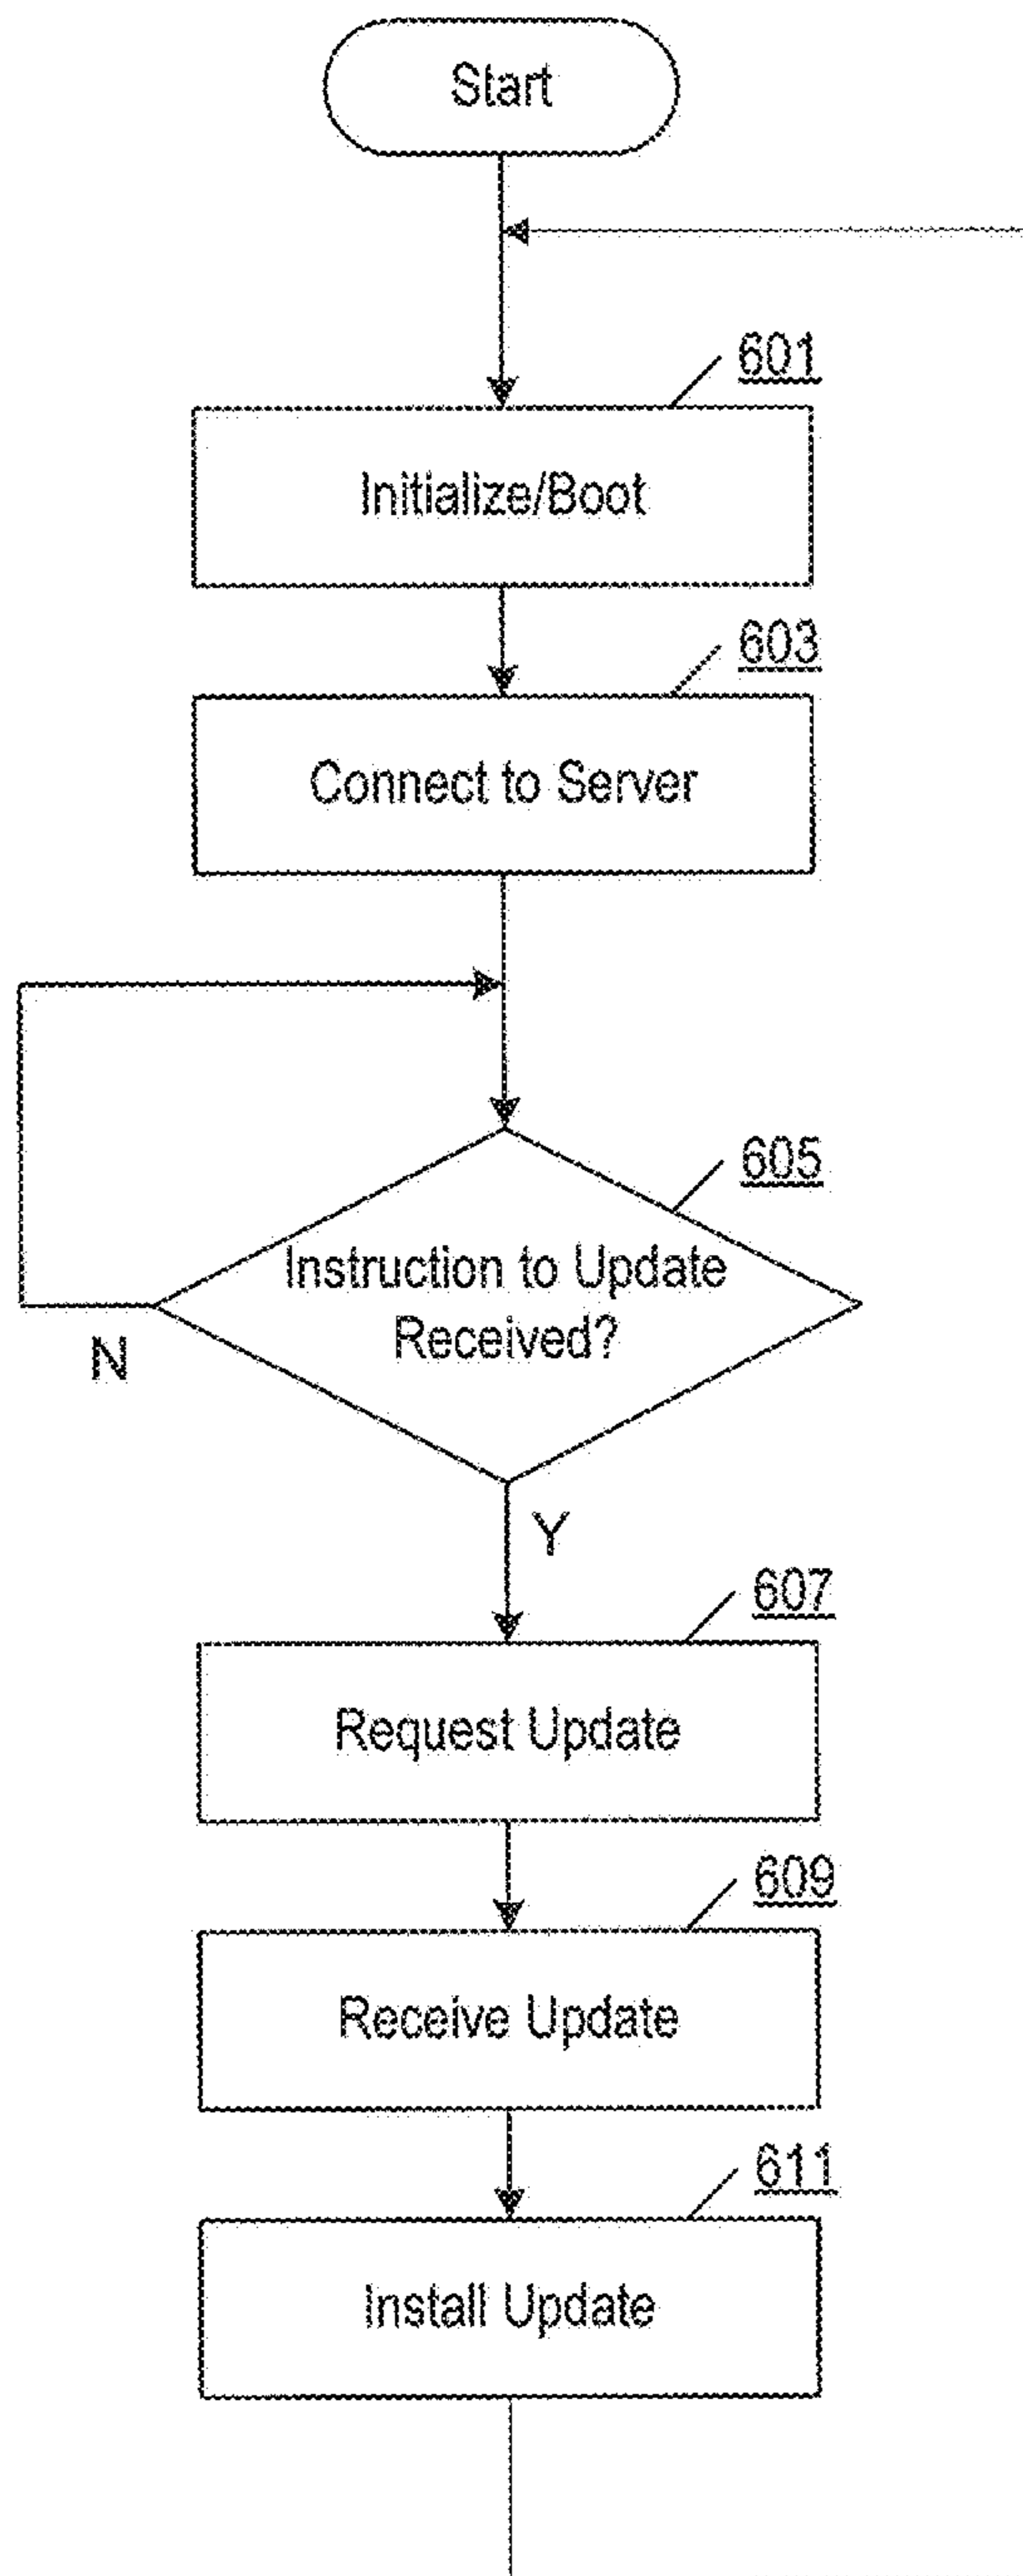 Start
601
Initialize/Boot
603
Connect to Server
605
Instruction to Update
Received?
N
Y
607
Request Update
609
Receive Update
611
Install Update